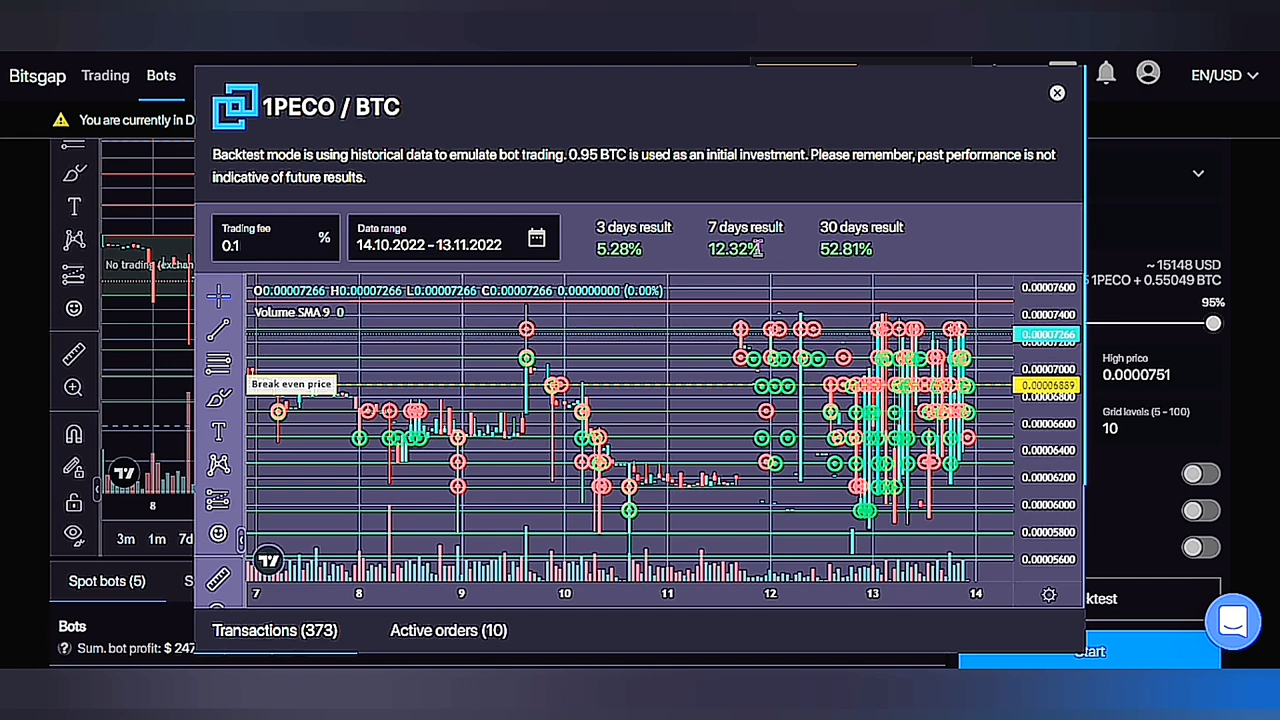 Bitsgap
Trading
Bots
EN/USD
You are currently in D
1PECO / BTC
Backtest mode is using historical data to emulate bot trading. 0.95 BTC is used as an initial investment. Please remember, past performance is not
indicative of future results.
Trading fee
0.1
%
Date range
14.10.2022 – 13.11.2022
3 days result
5.28%
7 days result
12.32%
30 days result
52.81%
O0.00007266 H0.00007266 L0.00007266 C0.00007266 0.00000000 (0.00%)
Volume SMA 9 0
Break even price
0.00007600
0.00007400
0.00007266
0.00007200
0.00007000
0.00006889
0.00006800
0.00006600
0.00006400
0.00006200
0.00006000
0.00005800
0.00005600
7
8
9
10
11
12
13
14
Transactions (373)
Active orders (10)
No trading (exchan
8
3m
1m
7d
Spot bots (5)
S
Bots
Sum. bot profit: $ 247
~ 15148 USD
1PECO + 0.55049 BTC
95%
High price
0.0000751
Grid levels (5 - 100)
10
ktest
Start